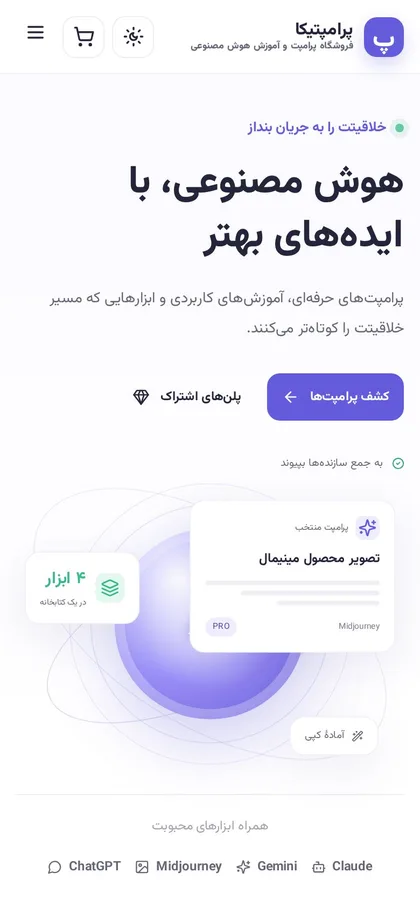 پ
پرامپتیکا
فروشگاه پرامپت و آموزش هوش مصنوعی
خلاقیتت را به جریان بنداز
هوش مصنوعی، با
ایده‌های بهتر
پرامپت‌های حرفه‌ای، آموزش‌های کاربردی و ابزارهایی که مسیر
خلاقیتت را کوتاه‌تر می‌کنند.
کشف پرامپت‌ها
پلن‌های اشتراک
به جمع سازنده‌ها بپیوند
پرامپت منتخب
تصویر محصول مینیمال
Midjourney
PRO
۴ ابزار
در یک کتابخانه
آمادهٔ کپی
همراه ابزارهای محبوبت
ChatGPT Midjourney Gemini Claude